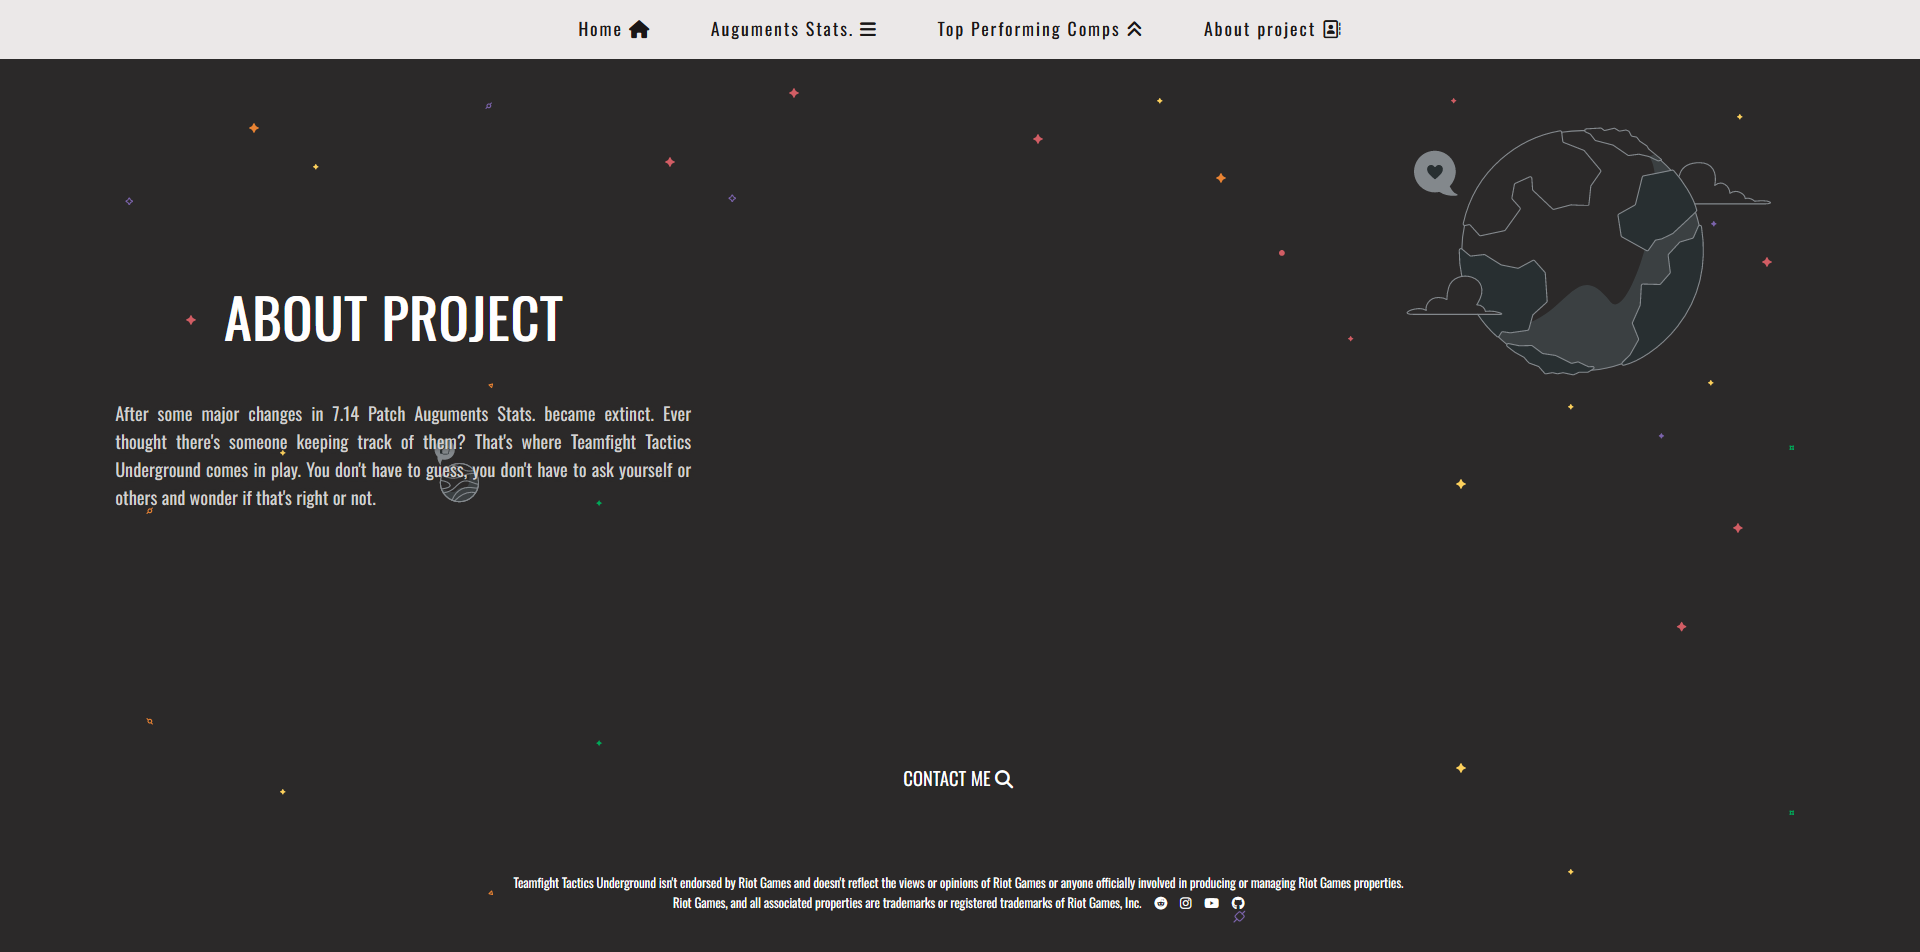 Home
Auguments Stats.
Top Performing Comps
About project
ABOUT PROJECT
After some major changes in 7.14 Patch Auguments Stats. became extinct. Ever
thought there's someone keeping track of them? That's where Teamfight Tactics
Underground comes in play. You don't have to guess, you don't have to ask yourself or
others and wonder if that's right or not.
CONTACT ME
Teamfight Tactics Underground isn't endorsed by Riot Games and doesn't reflect the views or opinions of Riot Games or anyone officially involved in producing or managing Riot Games properties.
Riot Games, and all associated properties are trademarks or registered trademarks of Riot Games, Inc.